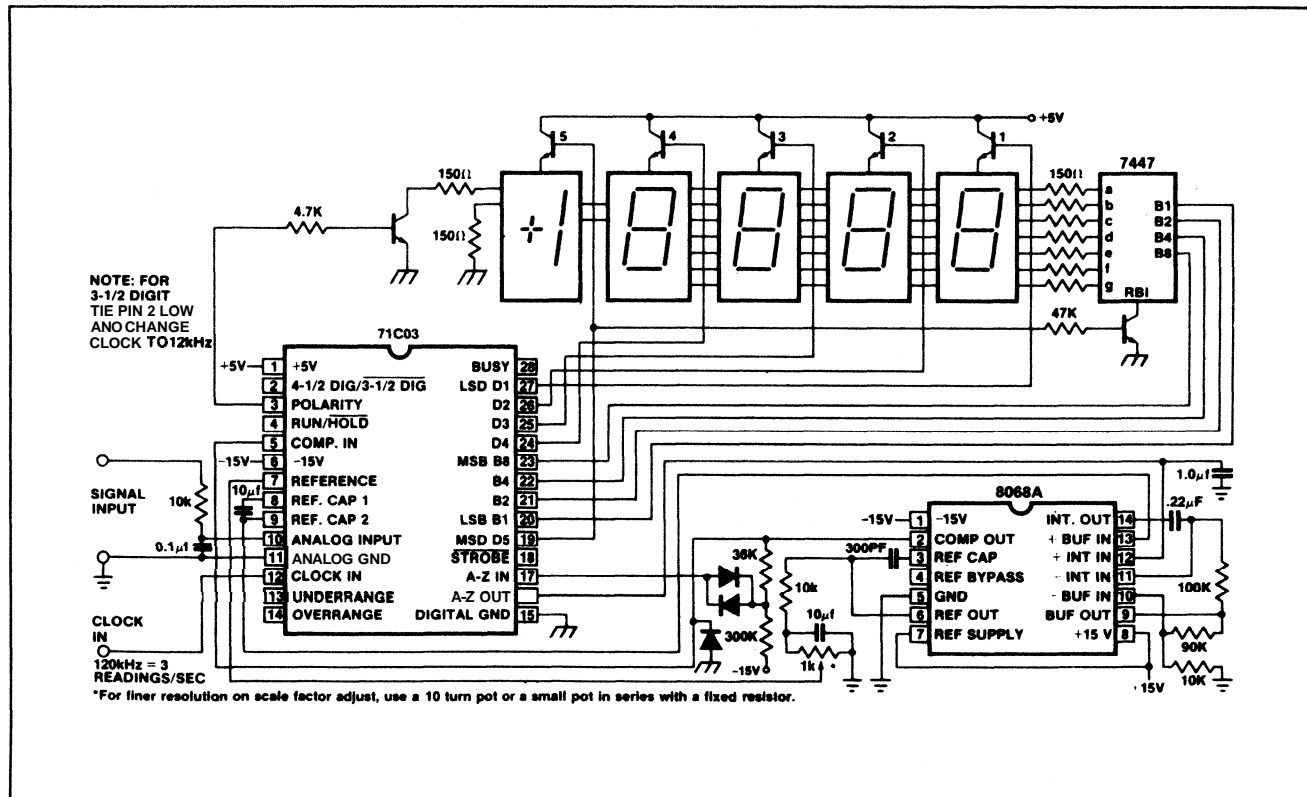 +5V
5
4
3
2
1
7447
150Ω
150Ω
a
b
c
d
e
f
g
B1
B2
B4
B8
RBI
4.7K
150Ω
+1
8
8
8
8
47K
NOTE: FOR
3-1/2 DIGIT
TIE PIN 2 LOW
ANO CHANGE
CLOCK TO12kHz
71C03
+5V
1 +5V
2 4-1/2 DIG/3-1/2 DIG
3 POLARITY
4 RUN/HOLD
5 COMP. IN
-15V
6 -15V
7 REFERENCE
10μf
8 REF. CAP 1
9 REF. CAP 2
10 ANALOG INPUT
11 ANALOG GND
12 CLOCK IN
13 UNDERRANGE
14 OVERRANGE
BUSY 28
LSD D1 27
D2 26
D3 25
D4 24
MSB B8 23
B4 22
B2 21
LSB B1 20
MSD D5 19
STROBE 18
A-Z IN 17
A-Z OUT
DIGITAL GND 15
SIGNAL
INPUT
10k
0.1μf
CLOCK
IN
120kHz = 3
READINGS/SEC
36K
300K
-15V
10k
300PF
10μf
1k
*
8068A
-15V
1 -15V
2 COMP OUT
3 REF CAP
4 REF BYPASS
5 GND
6 REF OUT
7 REF SUPPLY
INT. OUT 14
+ BUF IN 13
+ INT IN 12
- INT IN 11
- BUF IN 10
BUF OUT 9
+15 V 8
1.0μf
.22μF
100K
90K
10K
+15V
*For finer resolution on scale factor adjust, use a 10 turn pot or a small pot in series with a fixed resistor.